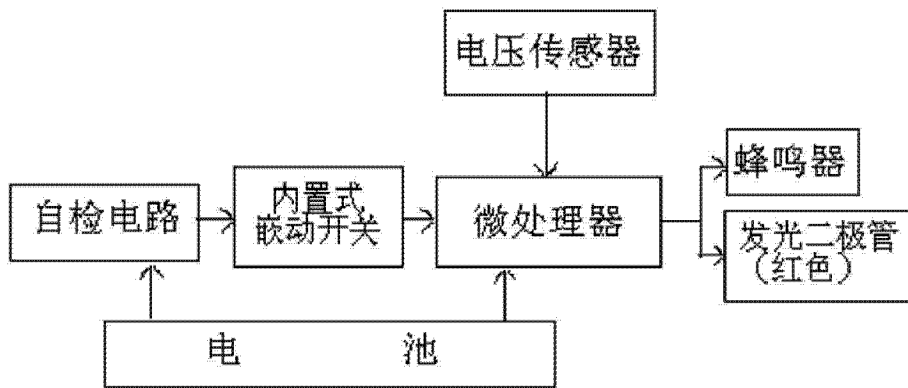 电压传感器
蜂鸣器
自检电路
内置式
嵌动开关
微处理器
发光二极管
（红色）
电 池